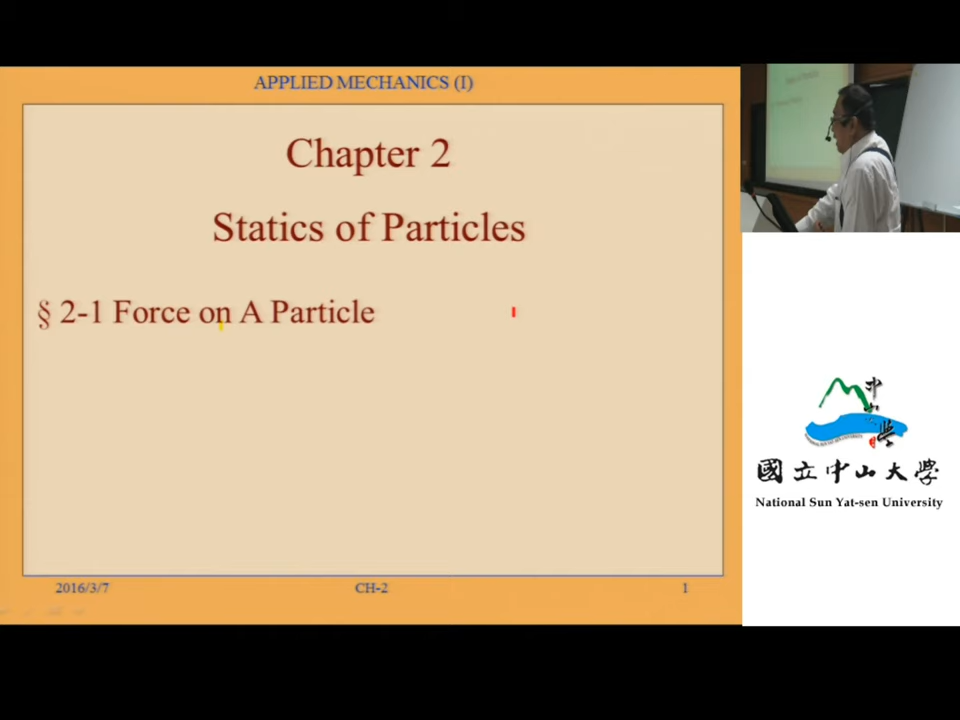 APPLIED MECHANICS (I)
Chapter 2
Statics of Particles
§ 2-1 Force on A Particle
2016/3/7
CH-2
1
國立中山大學
National Sun Yat-sen University